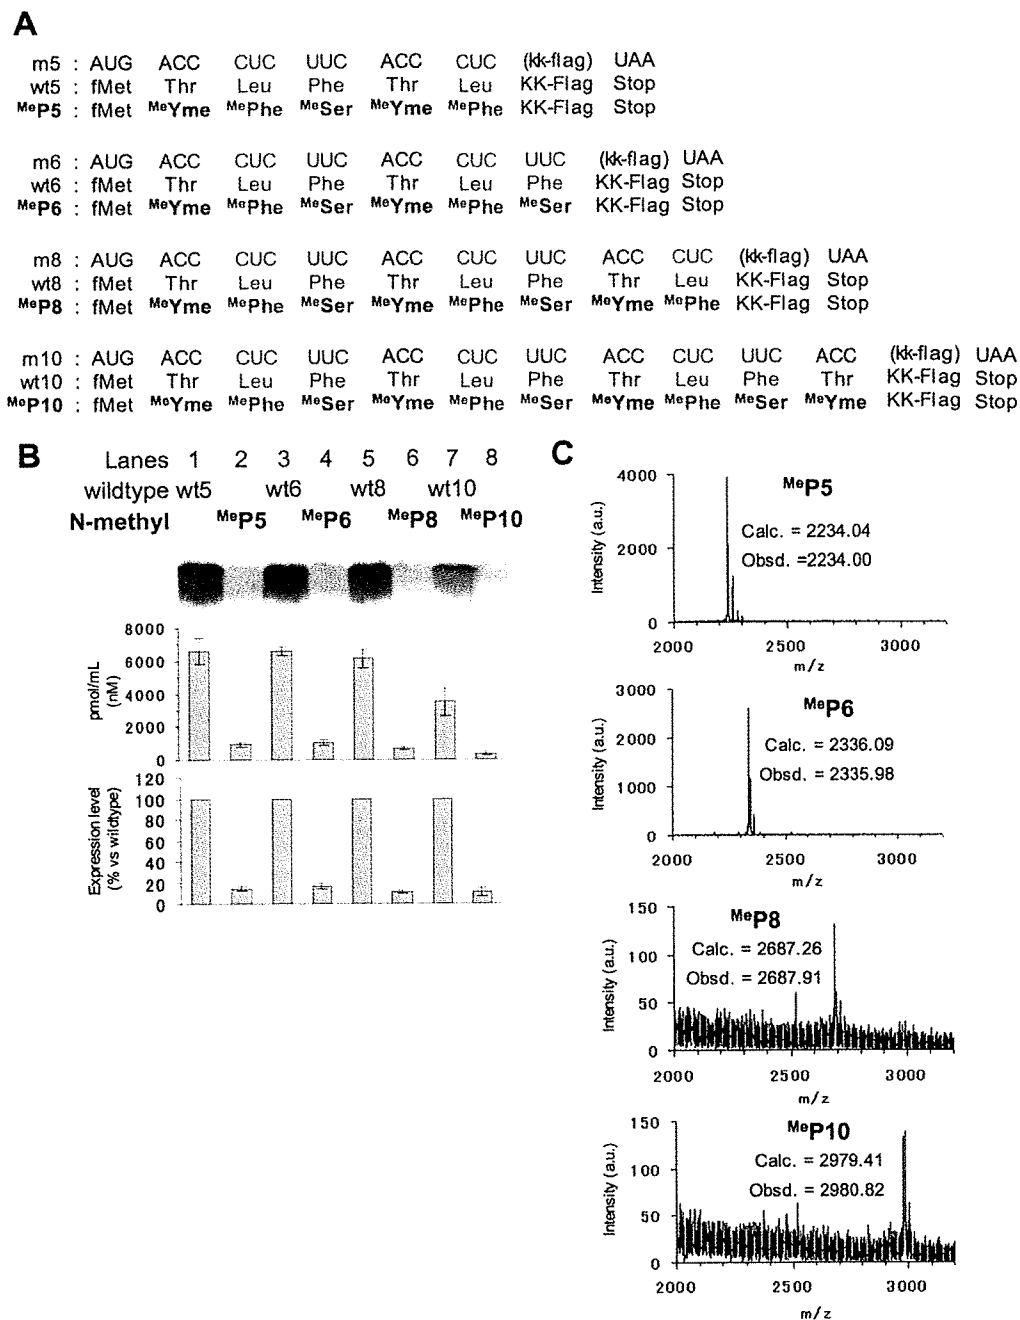 A
m5 : AUG ACC CUC UUC ACC CUC (kk-flag) UAA
wt5 : fMet Thr Leu Phe Thr Leu KK-Flag Stop
MeP5 : fMet MeYme MePhe MeSer MeYme MePhe KK-Flag Stop
m6 : AUG ACC CUC UUC ACC CUC UUC (kk-flag) UAA
wt6 : fMet Thr Leu Phe Thr Leu Phe KK-Flag Stop
MeP6 : fMet MeYme MePhe MeSer MeYme MePhe MeSer KK-Flag Stop
m8 : AUG ACC CUC UUC ACC CUC UUC ACC CUC (kk-flag) UAA
wt8 : fMet Thr Leu Phe Thr Leu Phe Thr Leu KK-Flag Stop
MeP8 : fMet MeYme MePhe MeSer MeYme MePhe MeSer MeYme MePhe KK-Flag Stop
m10 : AUG ACC CUC UUC ACC CUC UUC ACC CUC UUC ACC (kk-flag) UAA
wt10 : fMet Thr Leu Phe Thr Leu Phe Thr Leu Phe Thr KK-Flag Stop
MeP10 : fMet MeYme MePhe MeSer MeYme MePhe MeSer MeYme MePhe MeSer MeYme KK-Flag Stop
B
Lanes 1 2 3 4 5 6 7 8
wildtype wt5 wt6 wt8 wt10
N-methyl MeP5 MeP6 MeP8 MeP10
pmol/mL
(nM)
8000
6000
4000
2000
0
Expression level
(% vs wildtype)
120
100
80
60
40
20
0
C
MeP5
Calc. = 2234.04
Obsd. =2234.00
Intensity (a.u.)
4000
2000
0
2000 2500 3000
m/z
MeP6
Calc. = 2336.09
Obsd. = 2335.98
Intensity (a.u.)
3000
2000
1000
0
2000 2500 3000
m/z
MeP8
Calc. = 2687.26
Obsd. = 2687.91
Intensity (a.u.)
150
100
50
0
2000 2500 3000
m/z
MeP10
Calc. = 2979.41
Obsd. = 2980.82
Intensity (a.u.)
150
100
50
0
2000 2500 3000
m/z